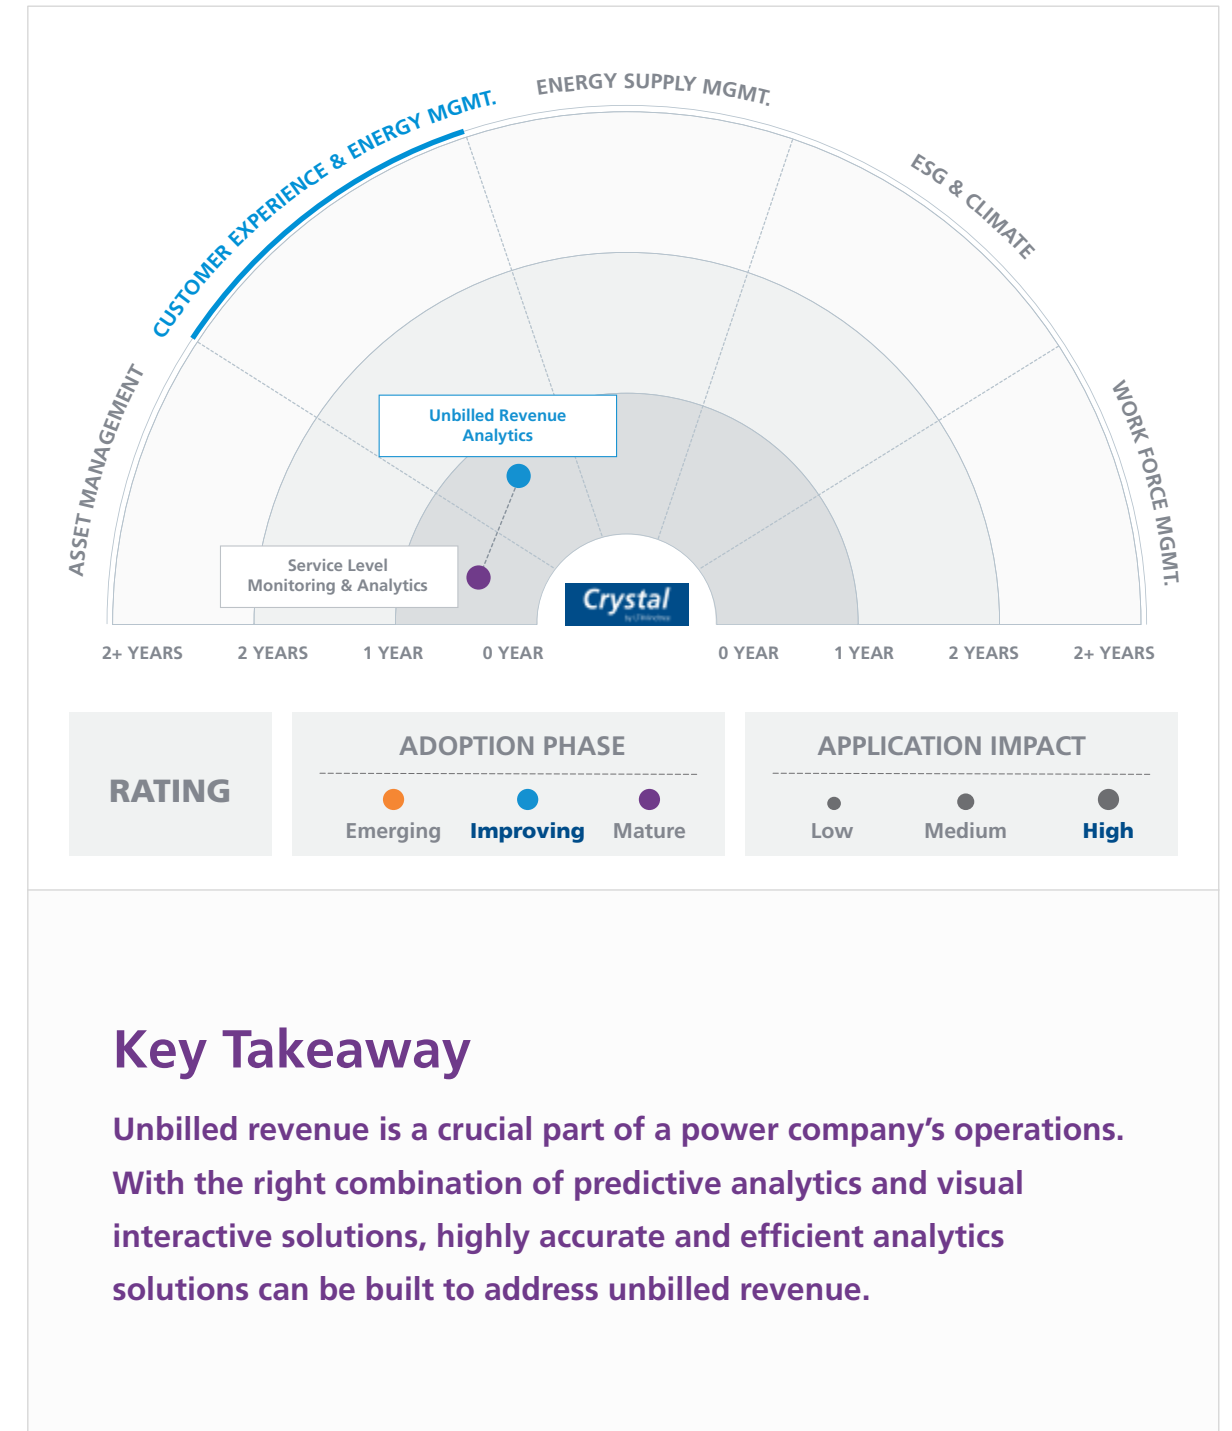 ENERGY SUPPLY MGMT.
CUSTOMER EXPERIENCE & ENERGY MGMT.
ESG & CLIMATE
ASSET MANAGEMENT
WORK FORCE MGMT.
Unbilled Revenue
Analytics
Service Level
Monitoring & Analytics
Crystal
2+ YEARS
2 YEARS
1 YEAR
0 YEAR
0 YEAR
1 YEAR
2 YEARS
2+ YEARS
RATING
ADOPTION PHASE
Emerging
Improving
Mature
APPLICATION IMPACT
Low
Medium
High
Key Takeaway
Unbilled revenue is a crucial part of a power company’s operations.
With the right combination of predictive analytics and visual
interactive solutions, highly accurate and efficient analytics
solutions can be built to address unbilled revenue.